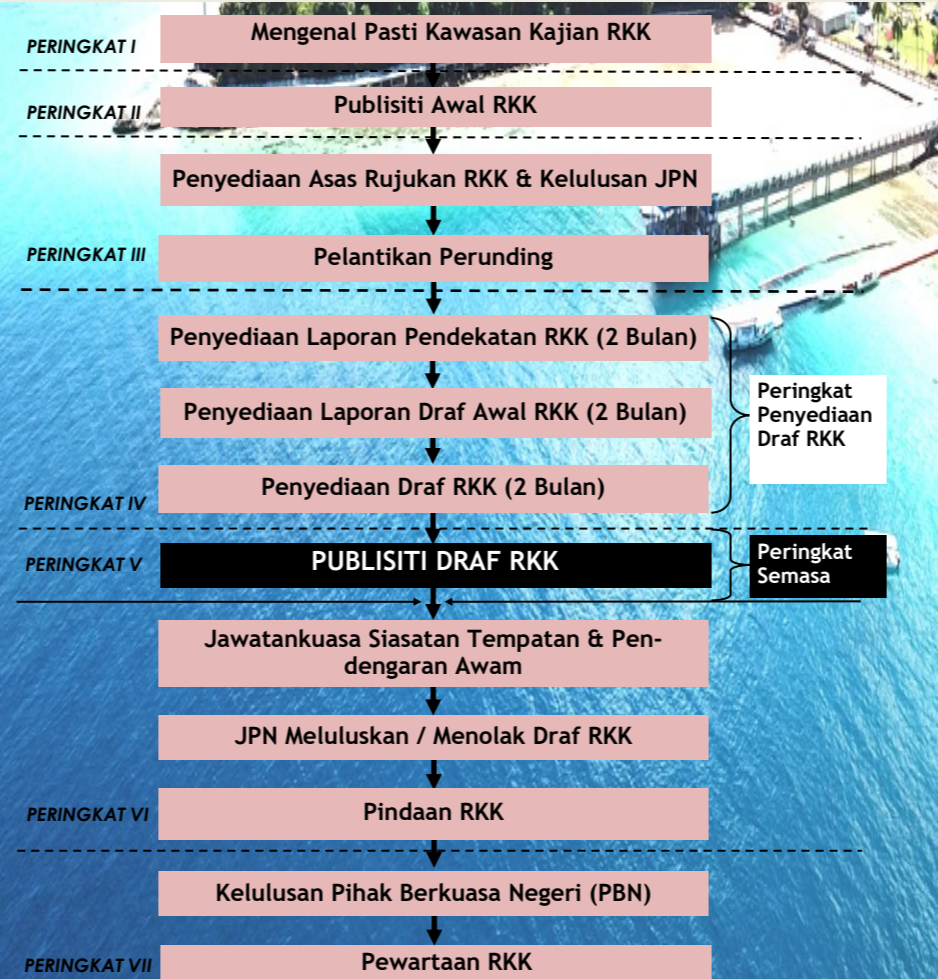 Mengenal Pasti Kawasan Kajian RKK
PERINGKAT I
Publisiti Awal RKK
PERINGKAT II
Penyediaan Asas Rujukan RKK & Kelulusan JPN
PERINGKAT III
Pelantikan Perunding
Penyediaan Laporan Pendekatan RKK (2 Bulan)
Penyediaan Laporan Draf Awal RKK (2 Bulan)
Peringkat
Penyediaan
Draf RKK
Penyediaan Draf RKK (2 Bulan)
PERINGKAT IV
PERINGKAT V
PUBLISITI DRAF RKK
Peringkat
Semasa
Jawatankuasa Siasatan Tempatan & Pen-
dengaran Awam
JPN Meluluskan / Menolak Draf RKK
PERINGKAT VI
Pindaan RKK
Kelulusan Pihak Berkuasa Negeri (PBN)
PERINGKAT VII
Pewartaan RKK